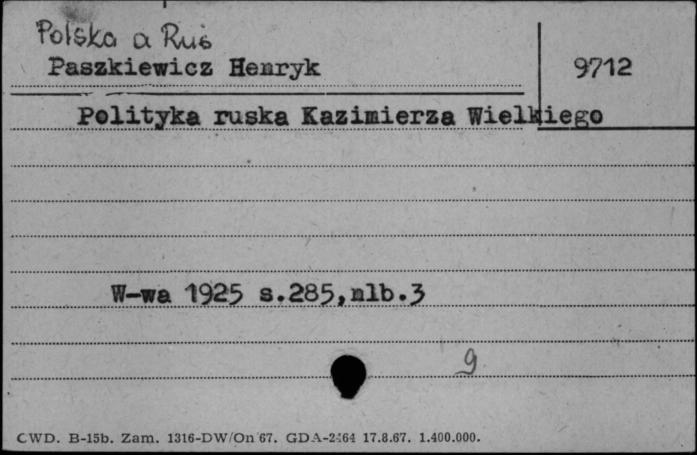 Polska a Ruś
Paszkiewicz Henryk
9712
Polityka ruska Kazimierza Wielkiego
W-wa 1925 s.285,nlb.3
9
CWD. B-15b. Zam. 1316-DW/On 67. GDA-2464 17.8.67. 1.400.000.